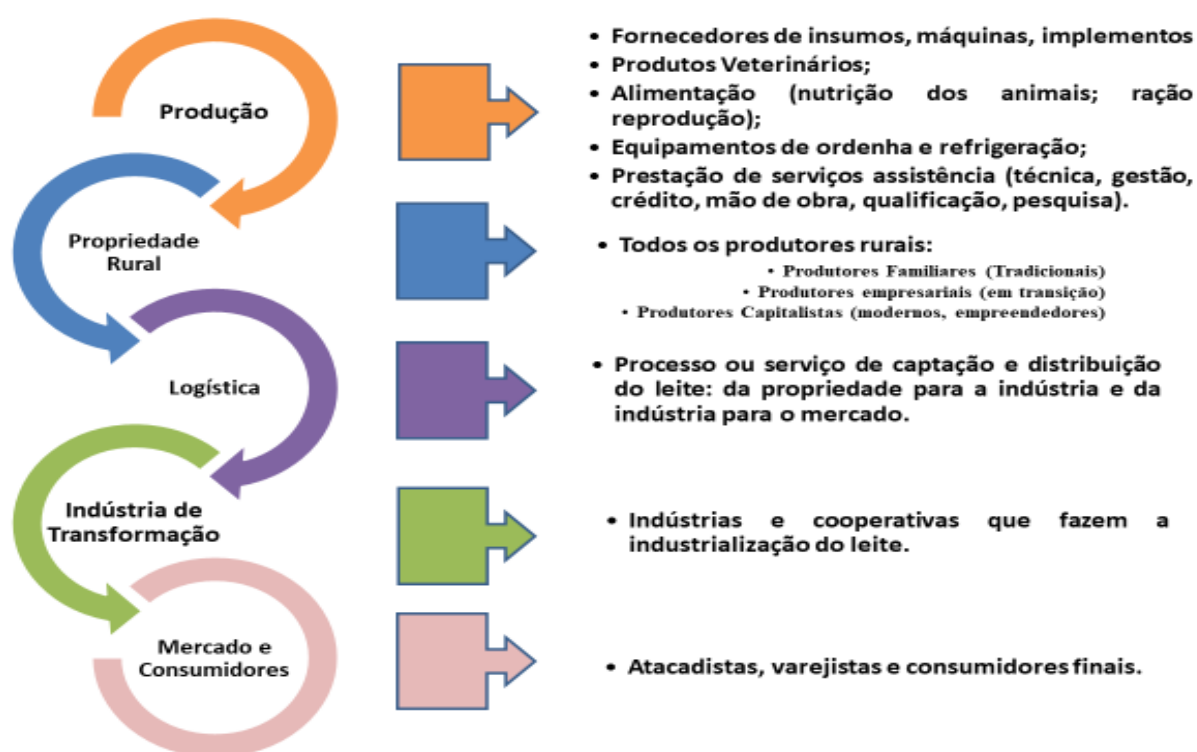 Produção
• Fornecedores de insumos, máquinas, implementos
• Produtos Veterinários;
• Alimentação (nutrição dos animais; ração
reprodução);
• Equipamentos de ordenha e refrigeração;
• Prestação de serviços assistência (técnica, gestão,
crédito, mão de obra, qualificação, pesquisa).
Propriedade
Rural
• Todos os produtores rurais:
• Produtores Familiares (Tradicionais)
• Produtores empresariais (em transição)
• Produtores Capitalistas (modernos, empreendedores)
Logística
• Processo ou serviço de captação e distribuição
do leite: da propriedade para a indústria e da
indústria para o mercado.
Indústria de
Transformação
• Indústrias e cooperativas que fazem a
industrialização do leite.
Mercado e
Consumidores
• Atacadistas, varejistas e consumidores finais.